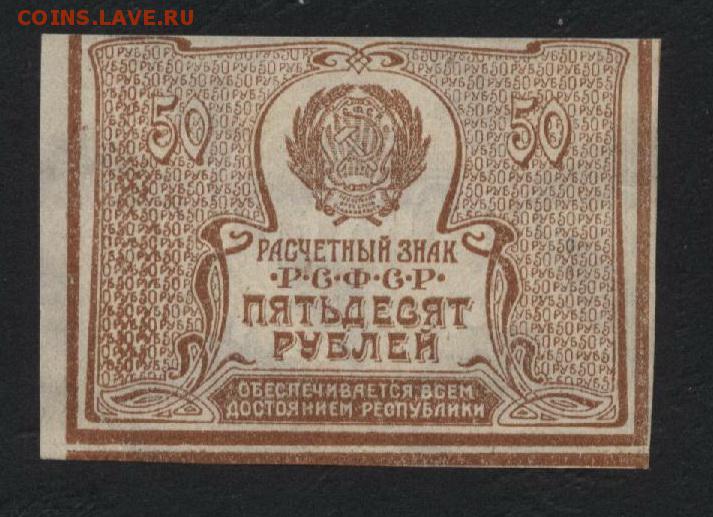 COINS.LAVE.RU
50 50
РАСЧЕТНЫЙ ЗНАК
Р·С·Ф·С·Р·
ПЯТЬДЕСЯТ
РУБЛЕЙ
ОБЕСПЕЧИВАЕТСЯ ВСЕМ
ДОСТОЯНИЕМ РЕСПУБЛИКИ